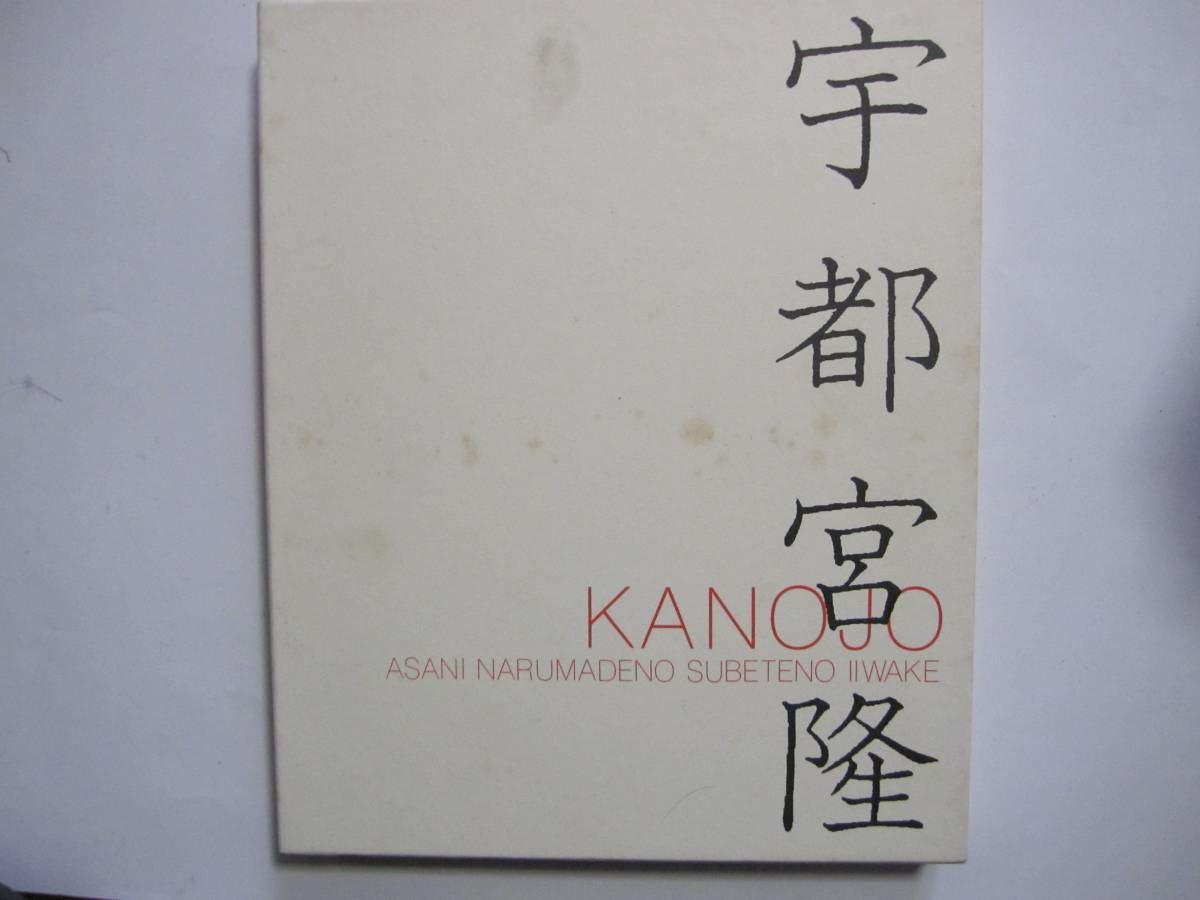 宇都宮隆
KANOJO
ASANI NARUMADENO SUBETENO IIWAKE